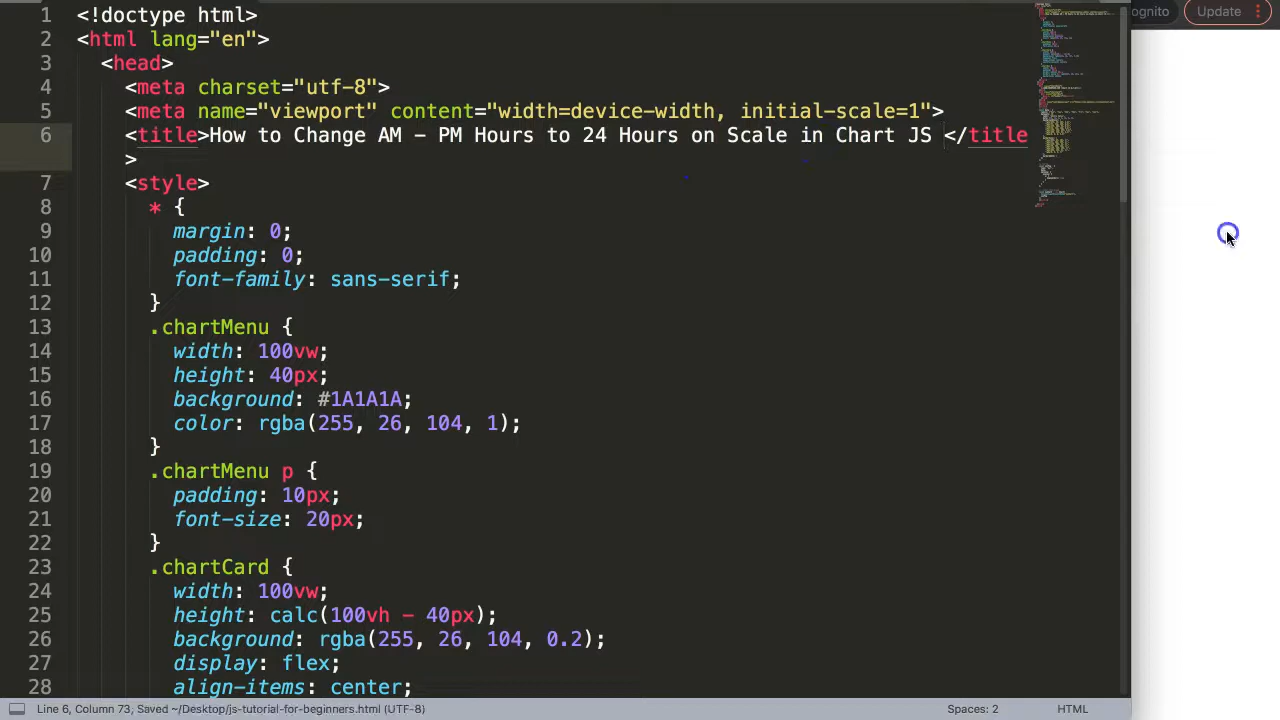 1 <!doctype html> cognito Update
2 <html lang="en">
3 <head>
4 <meta charset="utf-8">
5 <meta name="viewport" content="width=device-width, initial-scale=1">
6 <title>How to Change AM - PM Hours to 24 Hours on Scale in Chart JS </title
>
7 <style>
8 * {
9 margin: 0;
10 padding: 0;
11 font-family: sans-serif;
12 }
13 .chartMenu {
14 width: 100vw;
15 height: 40px;
16 background: #1A1A1A;
17 color: rgba(255, 26, 104, 1);
18 }
19 .chartMenu p {
20 padding: 10px;
21 font-size: 20px;
22 }
23 .chartCard {
24 width: 100vw;
25 height: calc(100vh - 40px);
26 background: rgba(255, 26, 104, 0.2);
27 display: flex;
28 align-items: center;
Line 6, Column 73, Saved ~/Desktop/js-tutorial-for-beginners.html (UTF-8) Spaces: 2 HTML